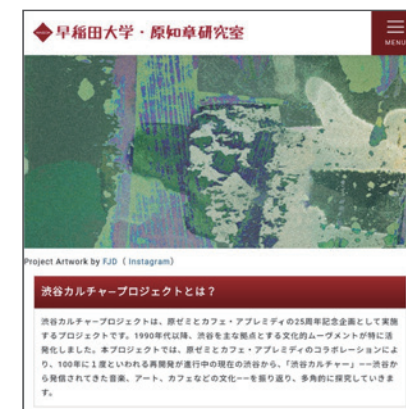 早稲田大学・原知章研究室
MENU
Project Artwork by FJD（ Instagram）
渋谷カルチャープロジェクトとは？
渋谷カルチャープロジェクトは、原ゼミとカフェ・アプレミディの25周年記念企画として実施
するプロジェクトです。1990年代以降、渋谷を主な拠点とする文化的ムーヴメントが特に活
発化しました。本プロジェクトでは、原ゼミとカフェ・アプレミディのコラボレーションによ
り、100年に１度といわれる再開発が進行中の現在の渋谷から、「渋谷カルチャー」——渋谷か
ら発信されてきた音楽、アート、カフェなどの文化——を振り返り、多角的に探究していきま
す。